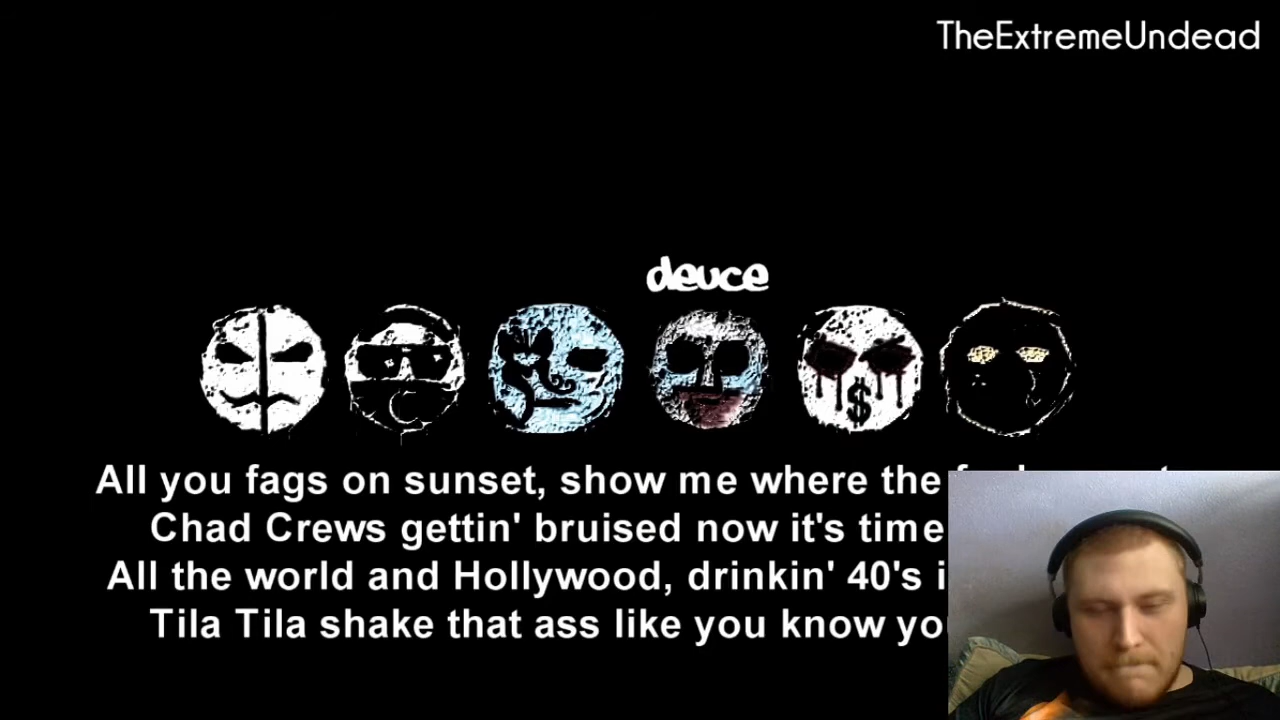 TheExtremeUndead
deuce
All you fags on sunset, show me where the
Chad Crews gettin' bruised now it's time
All the world and Hollywood, drinkin' 40's
Tila Tila shake that ass like you know